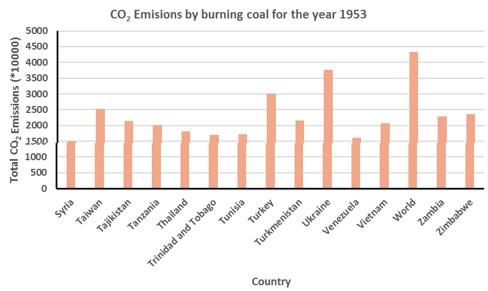 CO₂ Emisions by burning coal for the year 1953
Total CO₂ Emissions (*10000)
5000
4500
4000
3500
3000
2500
2000
1500
1000
500
0
Syria
Taiwan
Tajikistan
Tanzania
Thailand
Trinidad and Tobago
Tunisia
Turkey
Turkmenistan
Ukraine
Venezuela
Vietnam
World
Zambia
Zimbabwe
Country